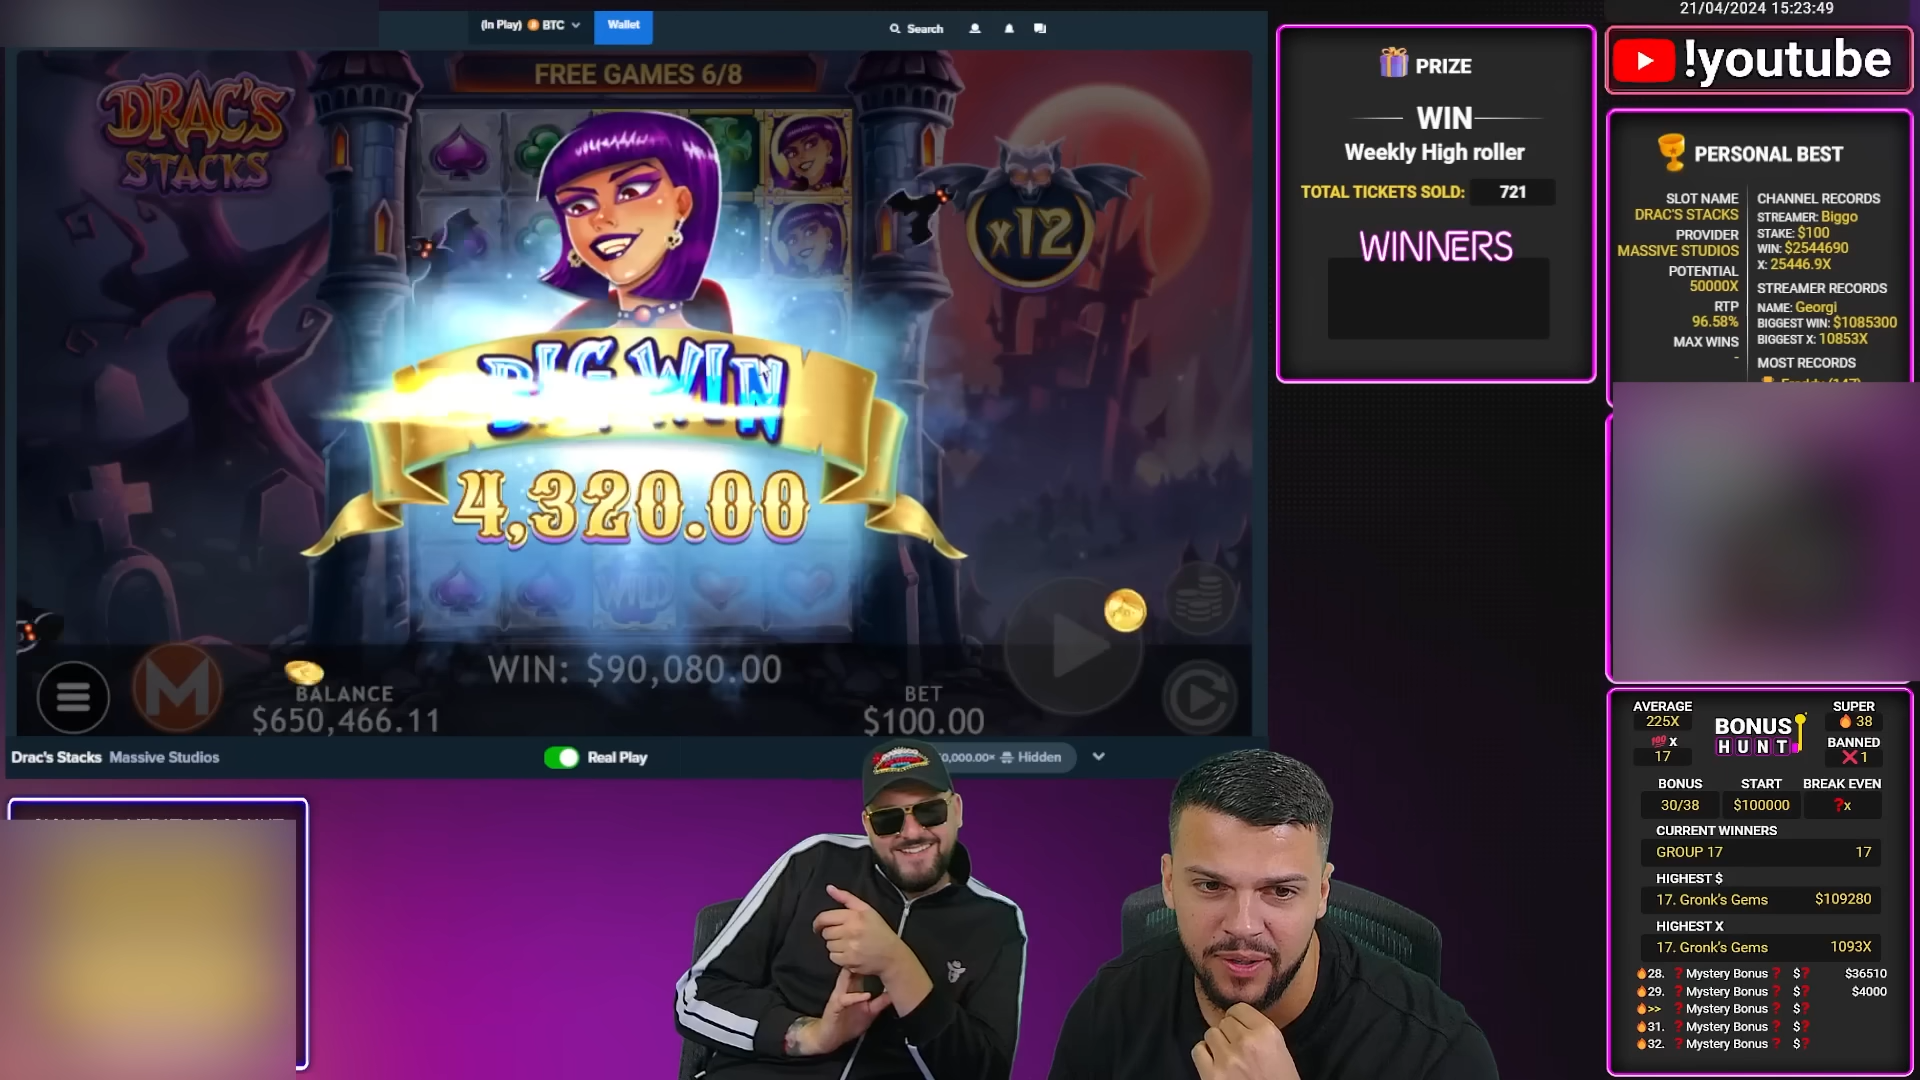 (In Play) BTC
Wallet
Search
21/04/2024 15:23:49
!youtube
DRAC'S
STACKS
FREE GAMES 6/8
x12
BIG WIN
4,320.00
WILD
WIN: $90,080.00
BALANCE
$650,466.11
BET
$100.00
Drac's Stacks Massive Studios
Real Play
0,000.00× Hidden
PRIZE
WIN
Weekly High roller
TOTAL TICKETS SOLD: 721
WINNERS
PERSONAL BEST
SLOT NAME
DRAC'S STACKS
PROVIDER
MASSIVE STUDIOS
POTENTIAL
50000X
RTP
96.58%
MAX WINS
-
CHANNEL RECORDS
STREAMER: Biggo
STAKE: $100
WIN: $2544690
X: 25446.9X
STREAMER RECORDS
NAME: Georgi
BIGGEST WIN: $1085300
BIGGEST X: 10853X
MOST RECORDS
AVERAGE
225X
100 X
17
BONUS
HUNT
SUPER
38
BANNED
1
BONUS START BREAK EVEN
30/38 $100000 ?x
CURRENT WINNERS
GROUP 17 17
HIGHEST $
17. Gronk's Gems $109280
HIGHEST X
17. Gronk's Gems 1093X
28. ? Mystery Bonus ? $? $36510
29. ? Mystery Bonus ? $? $4000
>> ? Mystery Bonus ? $?
31. ? Mystery Bonus ? $?
32. ? Mystery Bonus ? $?